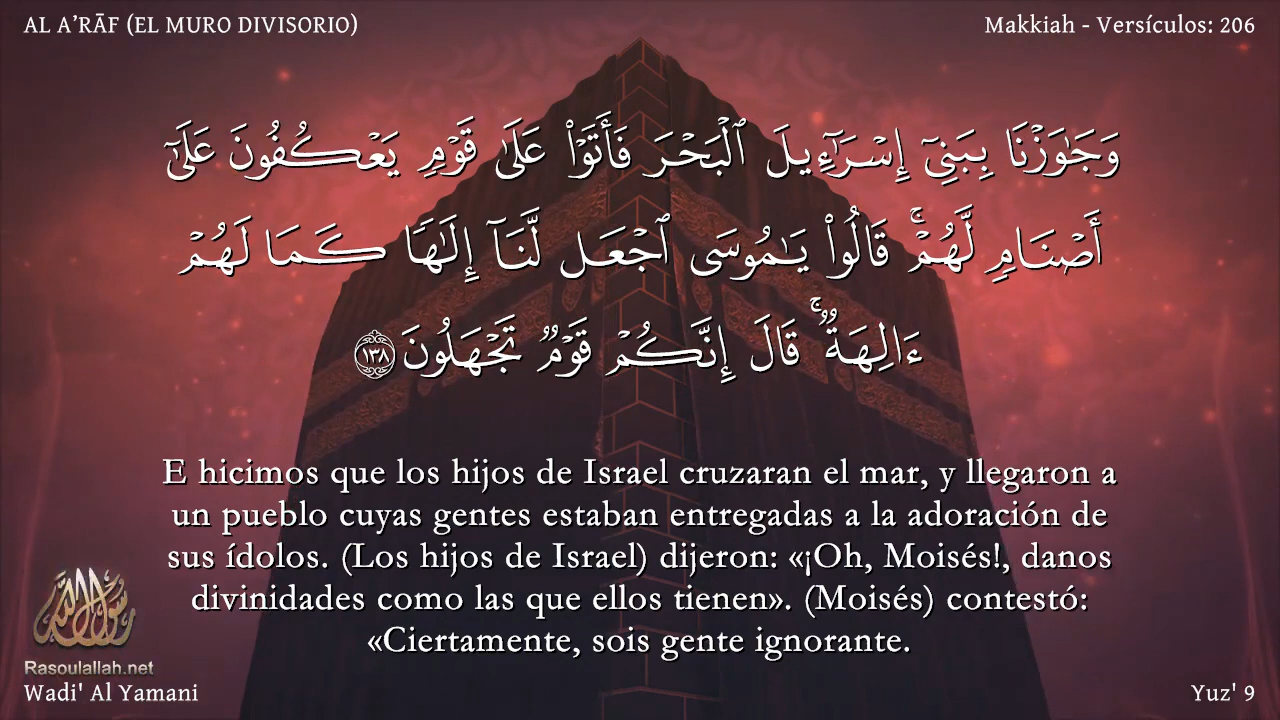 AL A’RĀF (EL MURO DIVISORIO)
Makkiah - Versículos: 206
وَجَـٰوَزْنَا بِبَنِىٓ إِسْرَٰٓءِيلَ ٱلْبَحْرَ فَأَتَوْا۟ عَلَىٰ قَوْمٍ يَعْكُفُونَ عَلَىٰٓ
أَصْنَامٍ لَّهُمْ ۚ قَالُوا۟ يَـٰمُوسَى ٱجْعَل لَّنَآ إِلَـٰهًا كَمَا لَهُمْ
ءَالِهَةٌ ۚ قَالَ إِنَّكُمْ قَوْمٌ تَجْهَلُونَ ١٣٨
E hicimos que los hijos de Israel cruzaran el mar, y llegaron a
un pueblo cuyas gentes estaban entregadas a la adoración de
sus ídolos. (Los hijos de Israel) dijeron: «¡Oh, Moisés!, danos
divinidades como las que ellos tienen». (Moisés) contestó:
«Ciertamente, sois gente ignorante.
رسول الله
Rasoulallah.net
Wadi' Al Yamani
Yuz' 9